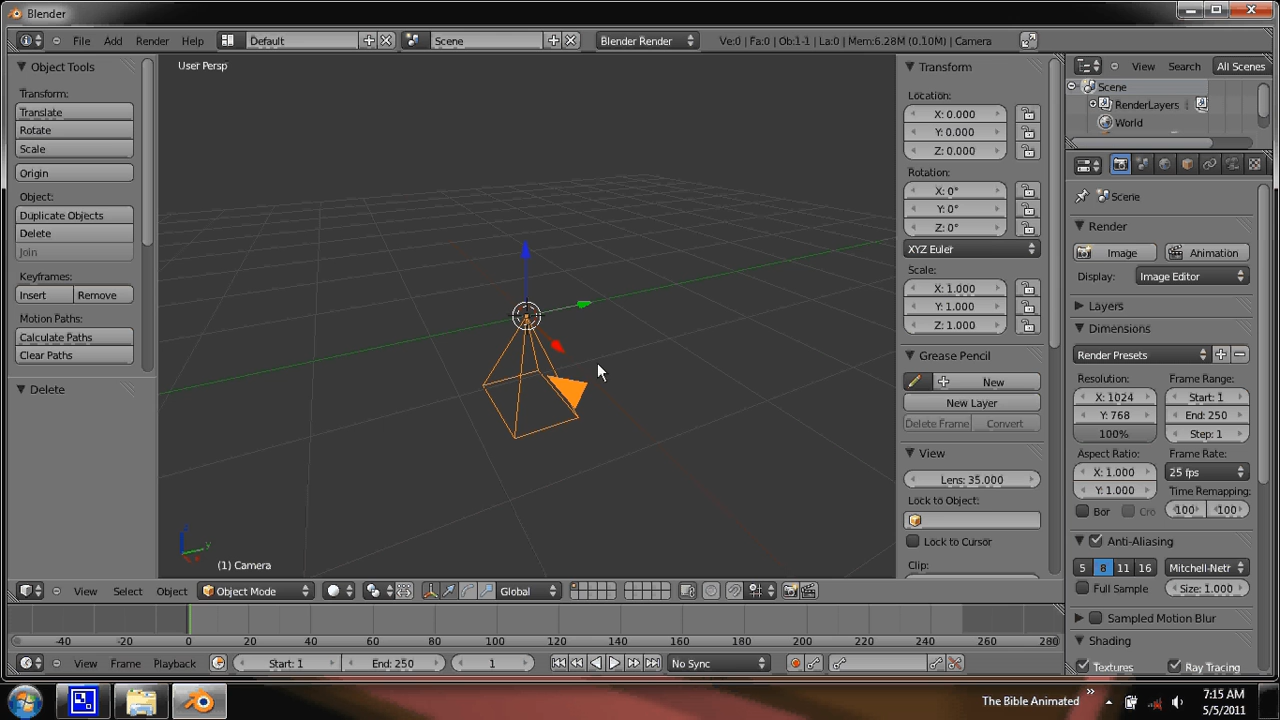 Blender
File Add Render Help Default Scene Blender Render Ve:0 | Fa:0 | Ob:1-1 | La:0 | Mem:6.28M (0.10M) | Camera
Object Tools
Transform:
Translate
Rotate
Scale
Origin
Object:
Duplicate Objects
Delete
Join
Keyframes:
Insert Remove
Motion Paths:
Calculate Paths
Clear Paths
Delete
User Persp
(1) Camera
Transform
Location:
X: 0.000
Y: 0.000
Z: 0.000
Rotation:
X: 0°
Y: 0°
Z: 0°
XYZ Euler
Scale:
X: 1.000
Y: 1.000
Z: 1.000
Grease Pencil
New
New Layer
Delete Frame Convert
View
Lens: 35.000
Lock to Object:
Lock to Cursor
Clip:
View Search All Scenes
Scene
RenderLayers
World
Scene
Render
Image Animation
Display: Image Editor
Layers
Dimensions
Render Presets
Resolution: Frame Range:
X: 1024 Start: 1
Y: 768 End: 250
100% Step: 1
Aspect Ratio: Frame Rate:
X: 1.000 25 fps
Y: 1.000 Time Remapping:
Bor Cro 100 100
Anti-Aliasing
5 8 11 16 Mitchell-Netr
Full Sample Size: 1.000
Sampled Motion Blur
Shading
Textures Ray Tracing
View Select Object Object Mode Global
-40 -20 0 20 40 60 80 100 120 140 160 180 200 220 240 260 280
View Frame Playback Start: 1 End: 250 1 No Sync
The Bible Animated
7:15 AM
5/5/2011